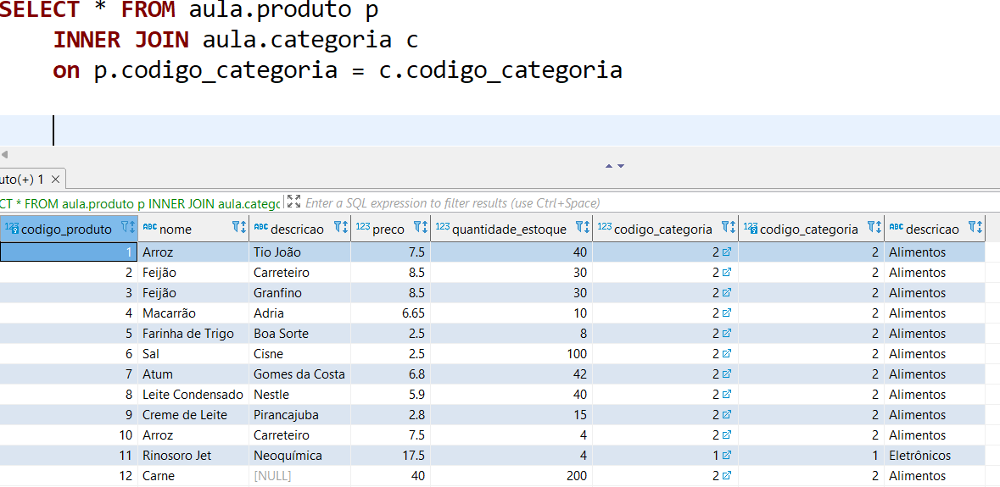 SELECT * FROM aula.produto p
INNER JOIN aula.categoria c
on p.codigo_categoria = c.codigo_categoria
uto(+) 1
CT * FROM aula.produto p INNER JOIN aula.catego Enter a SQL expression to filter results (use Ctrl+Space)
123 codigo_produto ABC nome ABC descricao 123 preco 123 quantidade_estoque 123 codigo_categoria 123 codigo_categoria ABC descricao
1 Arroz Tio João 7.5 40 2 2 Alimentos
2 Feijão Carreteiro 8.5 30 2 2 Alimentos
3 Feijão Granfino 8.5 30 2 2 Alimentos
4 Macarrão Adria 6.65 10 2 2 Alimentos
5 Farinha de Trigo Boa Sorte 2.5 8 2 2 Alimentos
6 Sal Cisne 2.5 100 2 2 Alimentos
7 Atum Gomes da Costa 6.8 42 2 2 Alimentos
8 Leite Condensado Nestle 5.9 40 2 2 Alimentos
9 Creme de Leite Pirancajuba 2.8 15 2 2 Alimentos
10 Arroz Carreteiro 7.5 4 2 2 Alimentos
11 Rinosoro Jet Neoquímica 17.5 4 1 1 Eletrônicos
12 Carne [NULL] 40 200 2 2 Alimentos